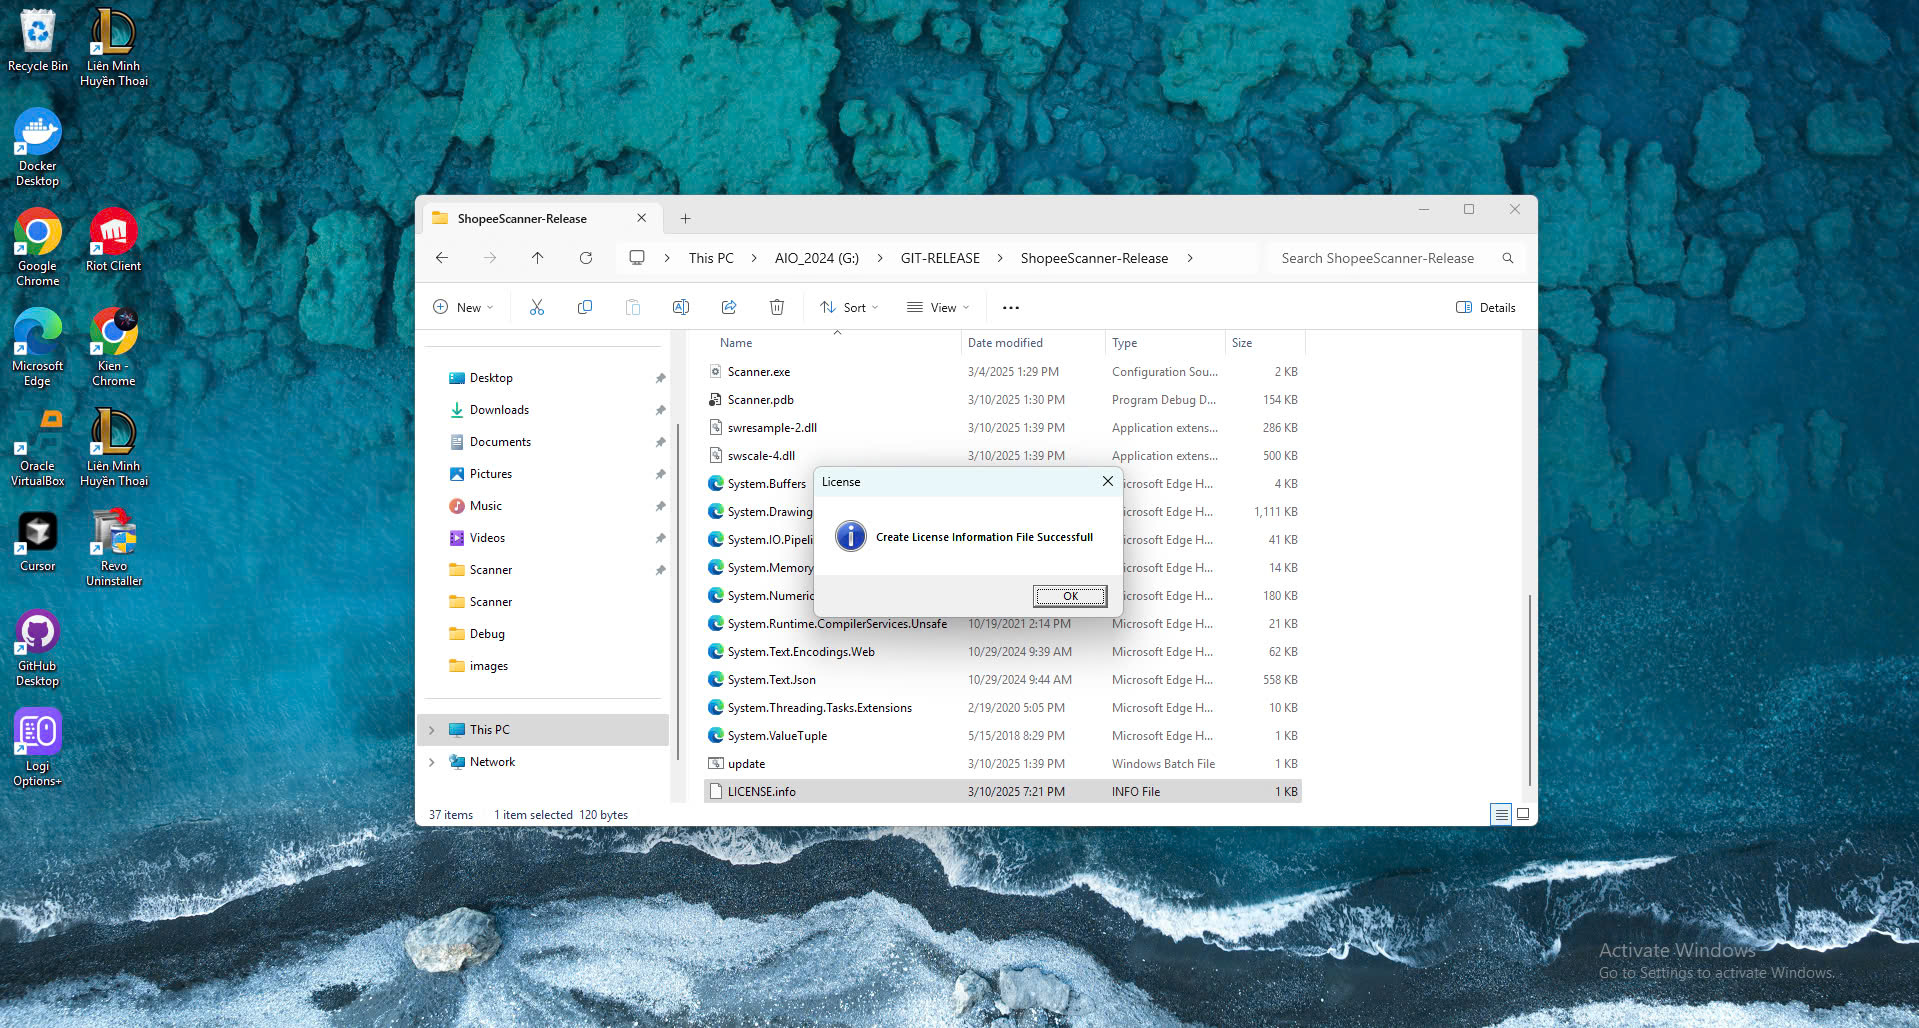 Recycle Bin
Liên Minh
Huyền Thoại
Docker
Desktop
Google
Chrome
Riot Client
Microsoft
Edge
Kien -
Chrome
Oracle
VirtualBox
Liên Minh
Huyền Thoại
Cursor
Revo
Uninstaller
GitHub
Desktop
Logi
Options+
ShopeeScanner-Release
This PC > AIO_2024 (G:) > GIT-RELEASE > ShopeeScanner-Release >
Search ShopeeScanner-Release
New
Sort
View
Details
Desktop
Downloads
Documents
Pictures
Music
Videos
Scanner
Scanner
Debug
images
This PC
Network
Name Date modified Type Size
Scanner.exe 3/4/2025 1:29 PM Configuration Sou... 2 KB
Scanner.pdb 3/10/2025 1:30 PM Program Debug D... 154 KB
swresample-2.dll 3/10/2025 1:39 PM Application extens... 286 KB
swscale-4.dll 3/10/2025 1:39 PM Application extens... 500 KB
System.Buffers icrosoft Edge H... 4 KB
System.Drawing icrosoft Edge H... 1,111 KB
System.IO.Pipeli icrosoft Edge H... 41 KB
System.Memory icrosoft Edge H... 14 KB
System.Numeric icrosoft Edge H... 180 KB
System.Runtime.CompilerServices.Unsafe 10/19/2021 2:14 PM Microsoft Edge H... 21 KB
System.Text.Encodings.Web 10/29/2024 9:39 AM Microsoft Edge H... 62 KB
System.Text.Json 10/29/2024 9:44 AM Microsoft Edge H... 558 KB
System.Threading.Tasks.Extensions 2/19/2020 5:05 PM Microsoft Edge H... 10 KB
System.ValueTuple 5/15/2018 8:29 PM Microsoft Edge H... 1 KB
update 3/10/2025 1:39 PM Windows Batch File 1 KB
LICENSE.info 3/10/2025 7:21 PM INFO File 1 KB
37 items 1 item selected 120 bytes
License
Create License Information File Successfull
OK
Activate Windows
Go to Settings to activate Windows.